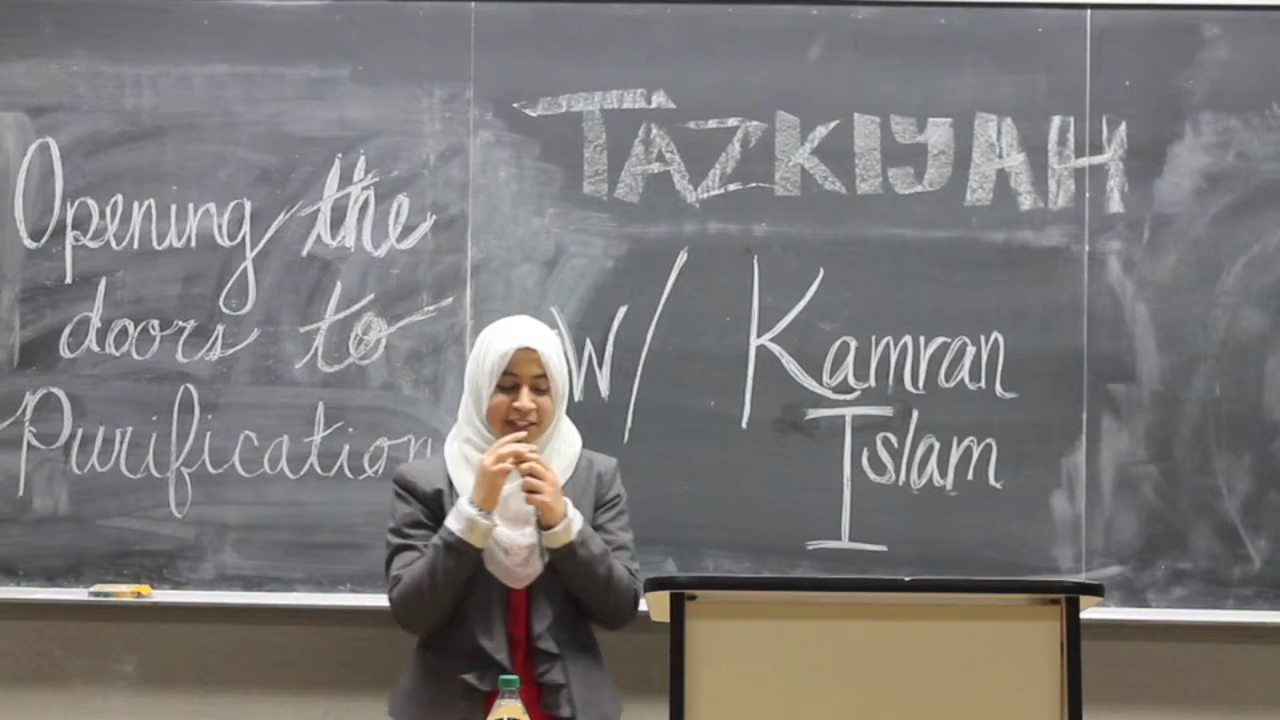 Opening the
doors to
Purification
TAZKIYAH
W/ Kamran
Islam